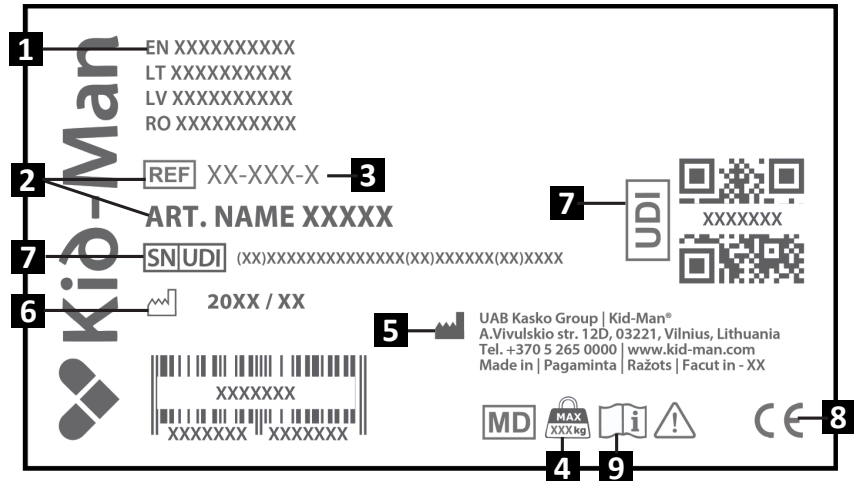 1
EN XXXXXXXXXX
LT XXXXXXXXXX
LV XXXXXXXXXX
RO XXXXXXXXXX
Kið-Man
2
REF XX-XXX-X
3
ART. NAME XXXXX
7
SN UDI (XX)XXXXXXXXXXXXXX(XX)XXXXXX(XX)XXXX
7
UDI
XXXXXXX
6
20XX / XX
5
UAB Kasko Group | Kid-Man®
A.Vivulskio str. 12D, 03221, Vilnius, Lithuania
Tel. +370 5 265 0000 | www.kid-man.com
Made in | Pagaminta | Ražots | Facut in - XX
XXXXXXX
XXXXXXX XXXXXXX
MD
MAX
XXX kg
i
CE
8
4
9